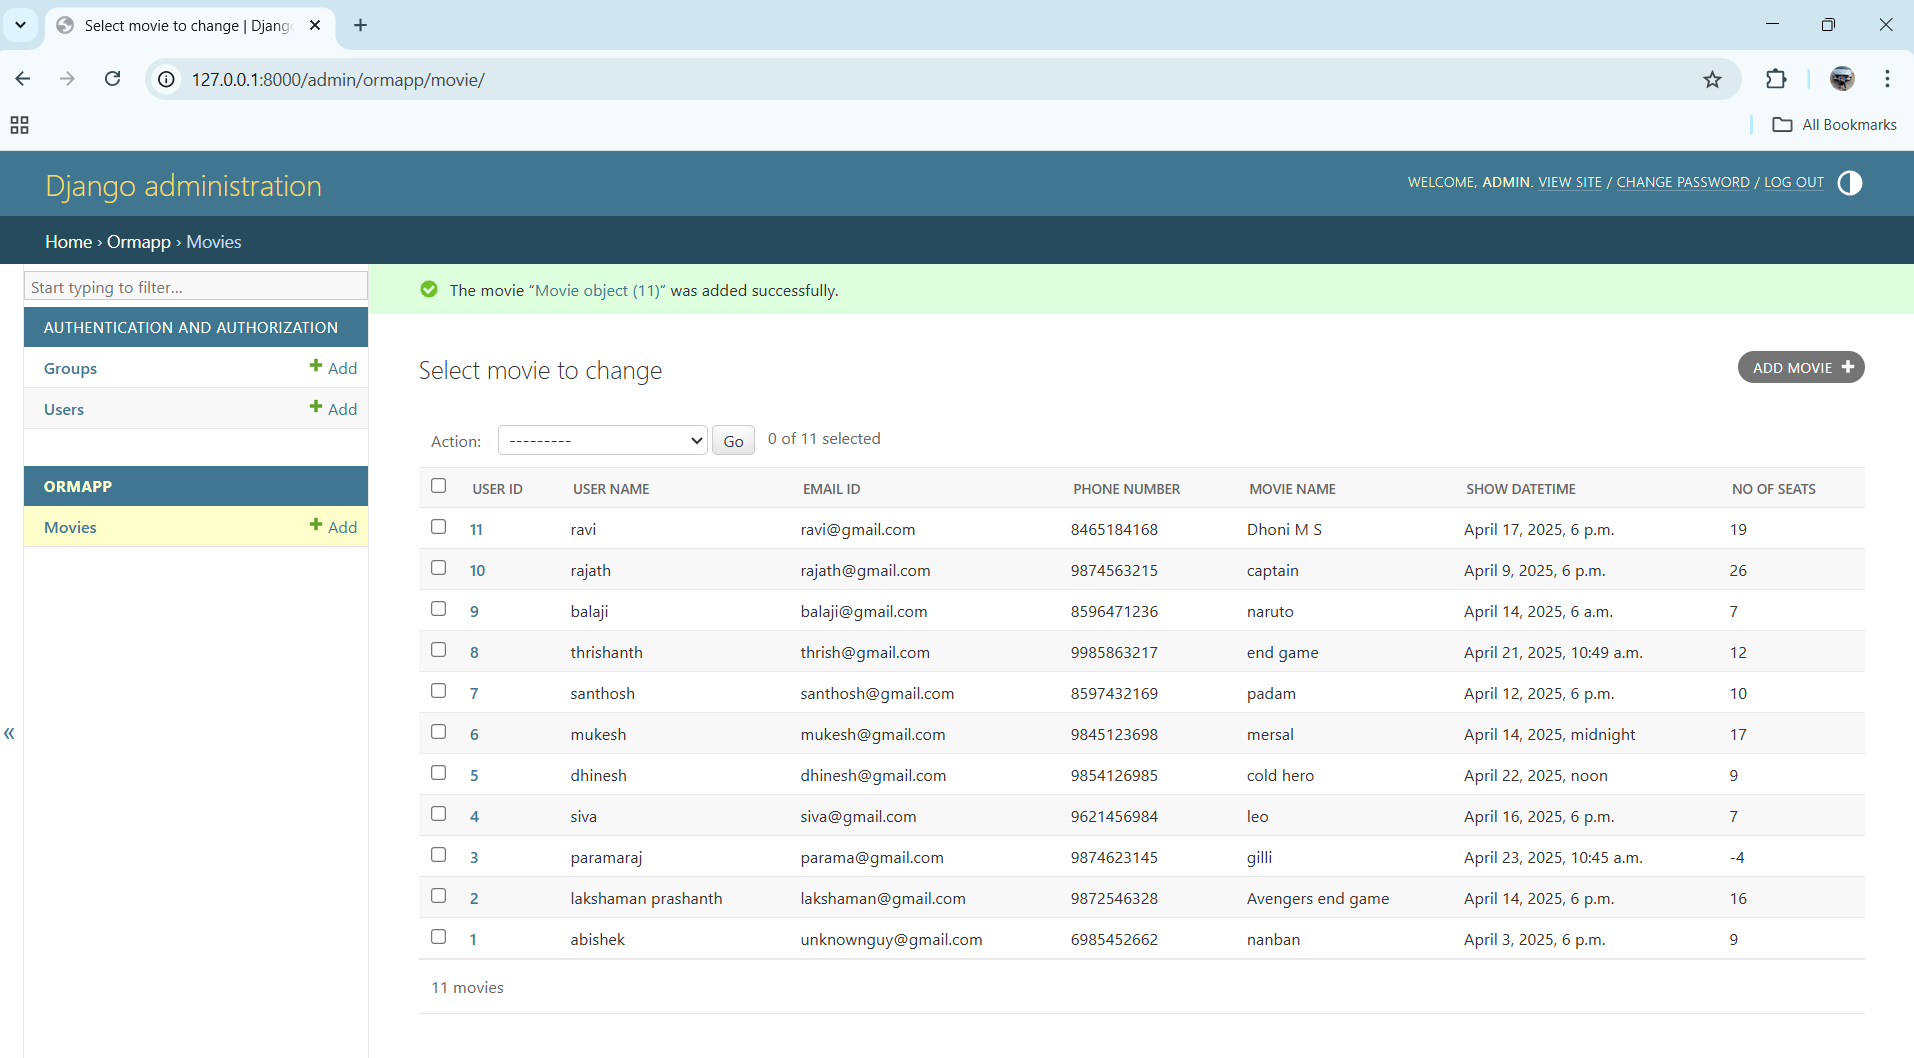 Select movie to change | Djang
127.0.0.1:8000/admin/ormapp/movie/
All Bookmarks
Django administration
WELCOME, ADMIN. VIEW SITE / CHANGE PASSWORD / LOG OUT
Home › Ormapp › Movies
Start typing to filter...
AUTHENTICATION AND AUTHORIZATION
Groups + Add
Users + Add
ORMAPP
Movies + Add
«
The movie “Movie object (11)” was added successfully.
Select movie to change
ADD MOVIE +
Action: --------- Go 0 of 11 selected
USER ID USER NAME EMAIL ID PHONE NUMBER MOVIE NAME SHOW DATETIME NO OF SEATS
11 ravi ravi@gmail.com 8465184168 Dhoni M S April 17, 2025, 6 p.m. 19
10 rajath rajath@gmail.com 9874563215 captain April 9, 2025, 6 p.m. 26
9 balaji balaji@gmail.com 8596471236 naruto April 14, 2025, 6 a.m. 7
8 thrishanth thrish@gmail.com 9985863217 end game April 21, 2025, 10:49 a.m. 12
7 santhosh santhosh@gmail.com 8597432169 padam April 12, 2025, 6 p.m. 10
6 mukesh mukesh@gmail.com 9845123698 mersal April 14, 2025, midnight 17
5 dhinesh dhinesh@gmail.com 9854126985 cold hero April 22, 2025, noon 9
4 siva siva@gmail.com 9621456984 leo April 16, 2025, 6 p.m. 7
3 paramaraj parama@gmail.com 9874623145 gilli April 23, 2025, 10:45 a.m. -4
2 lakshaman prashanth lakshaman@gmail.com 9872546328 Avengers end game April 14, 2025, 6 p.m. 16
1 abishek unknownguy@gmail.com 6985452662 nanban April 3, 2025, 6 p.m. 9
11 movies